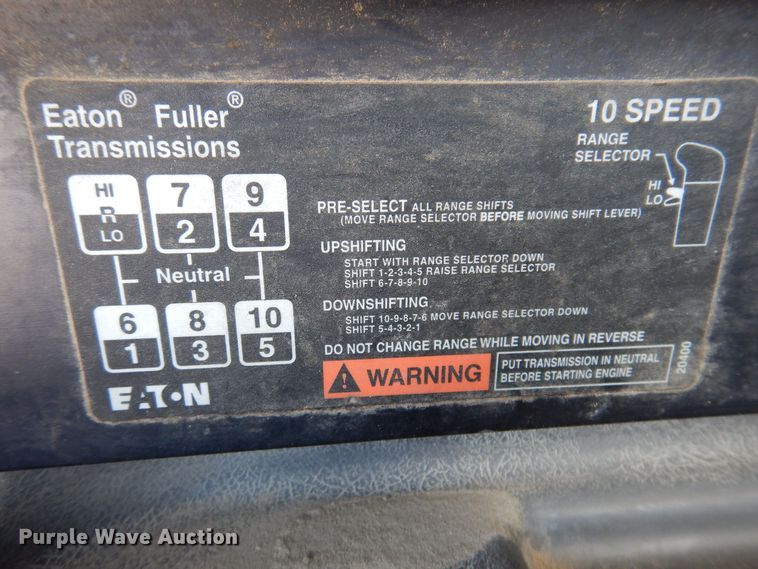 Eaton® Fuller®
Transmissions
10 SPEED
RANGE
SELECTOR
HI
LO
HI 7 9
R
LO 2 4
Neutral
6 8 10
1 3 5
EATON
PRE-SELECT ALL RANGE SHIFTS
(MOVE RANGE SELECTOR BEFORE MOVING SHIFT LEVER)
UPSHIFTING
START WITH RANGE SELECTOR DOWN
SHIFT 1-2-3-4-5 RAISE RANGE SELECTOR
SHIFT 6-7-8-9-10
DOWNSHIFTING
SHIFT 10-9-8-7-6 MOVE RANGE SELECTOR DOWN
SHIFT 5-4-3-2-1
DO NOT CHANGE RANGE WHILE MOVING IN REVERSE
WARNING
PUT TRANSMISSION IN NEUTRAL
BEFORE STARTING ENGINE
20400
Purple Wave Auction